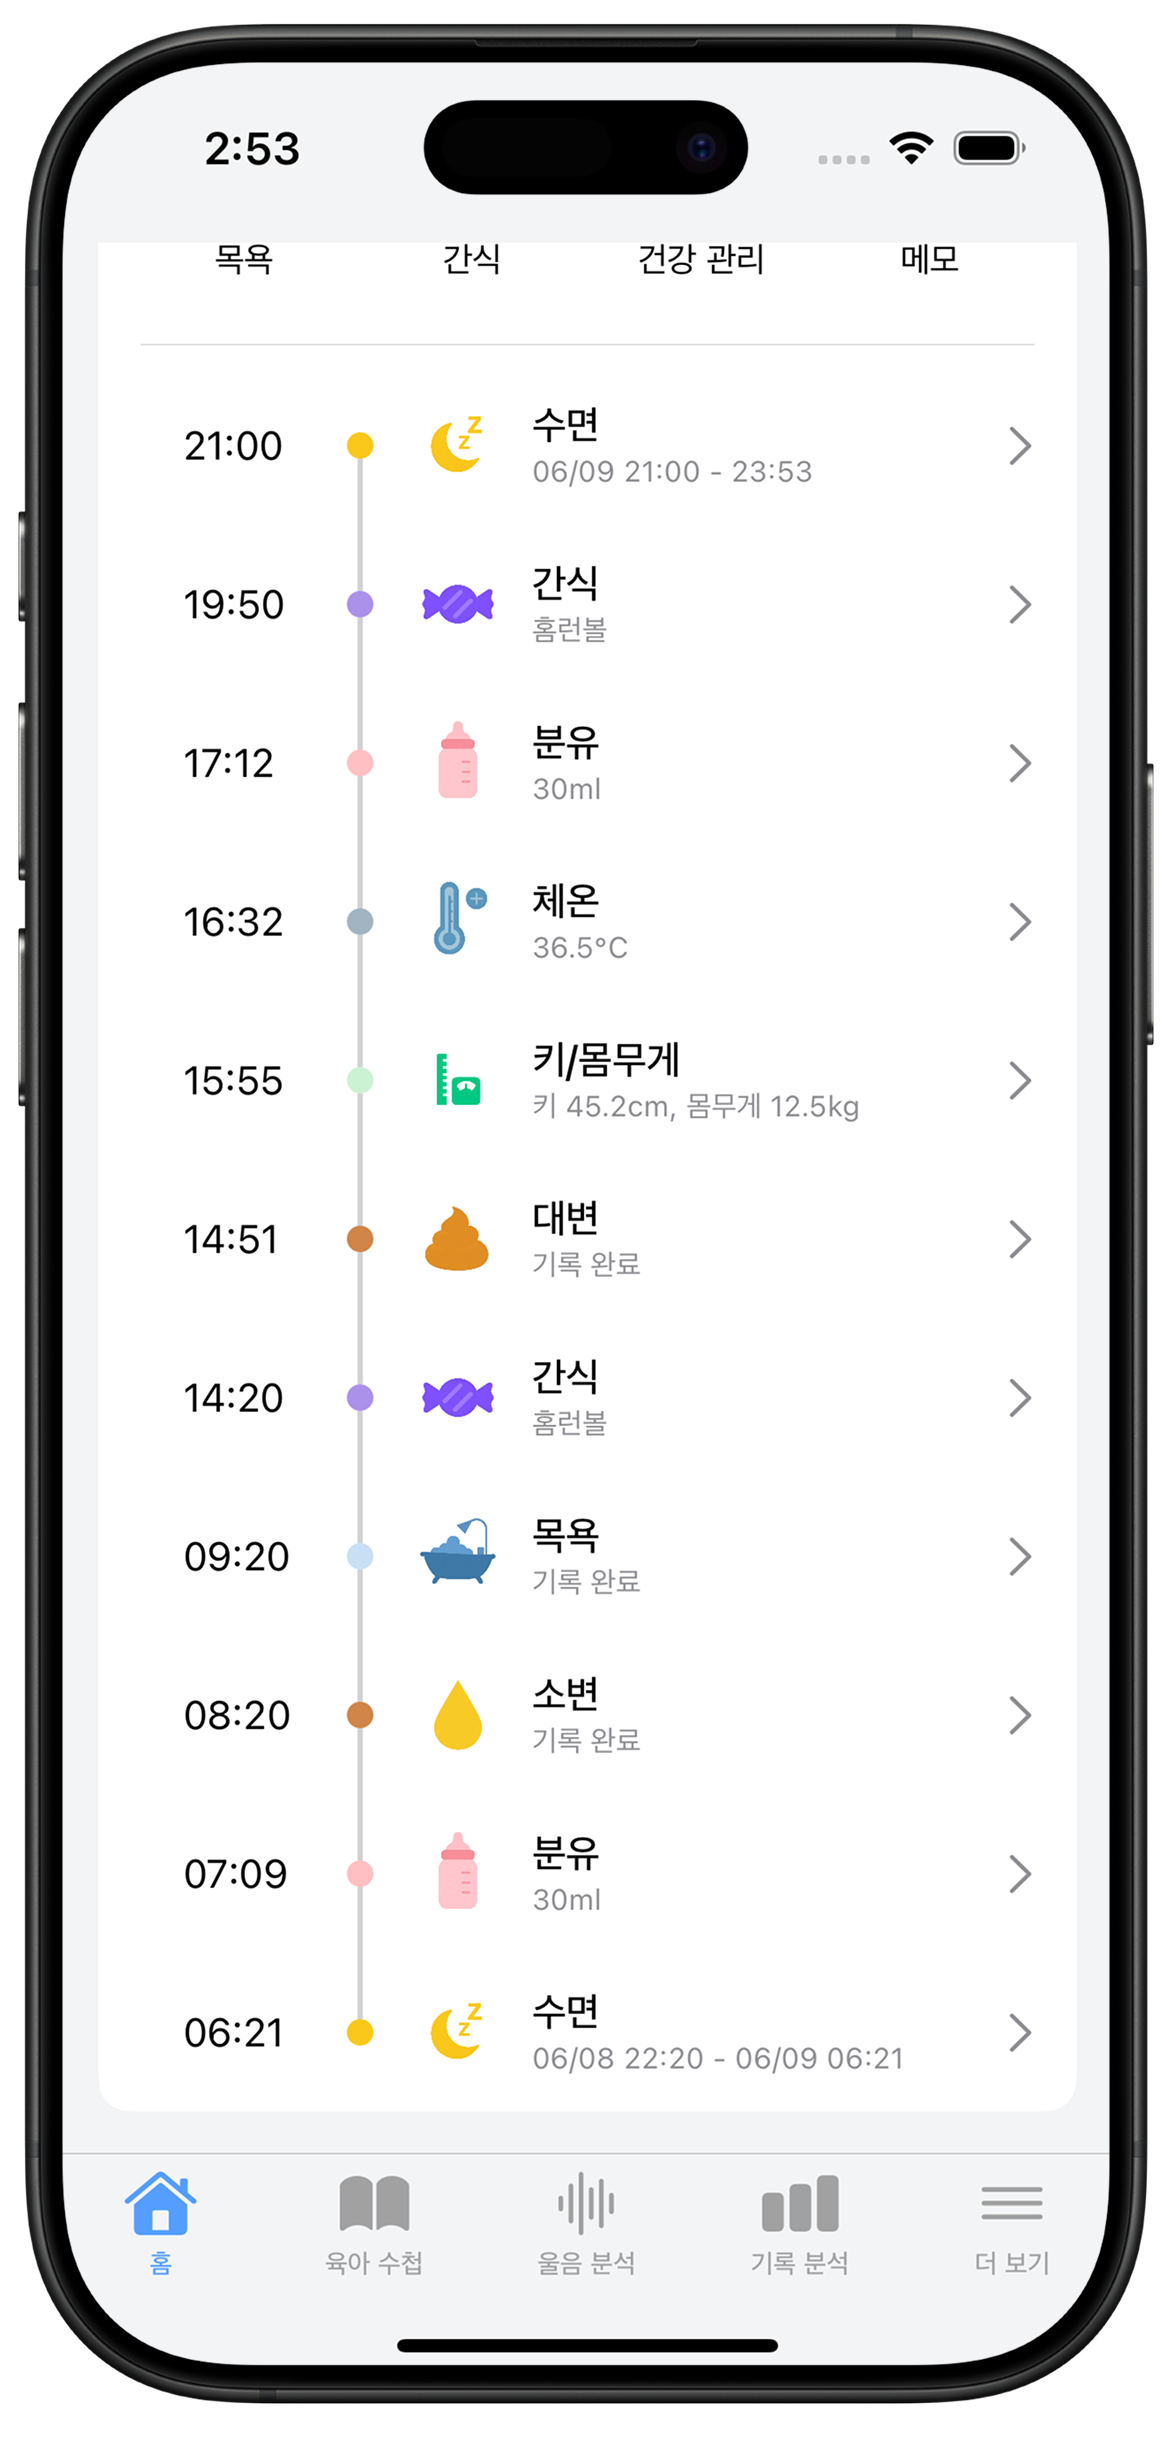 2:53
목욕 간식 건강 관리 메모
21:00 수면
06/09 21:00 - 23:53
19:50 간식
홈런볼
17:12 분유
30ml
16:32 체온
36.5°C
15:55 키/몸무게
키 45.2cm, 몸무게 12.5kg
14:51 대변
기록 완료
14:20 간식
홈런볼
09:20 목욕
기록 완료
08:20 소변
기록 완료
07:09 분유
30ml
06:21 수면
06/08 22:20 - 06/09 06:21
홈 육아 수첩 울음 분석 기록 분석 더 보기